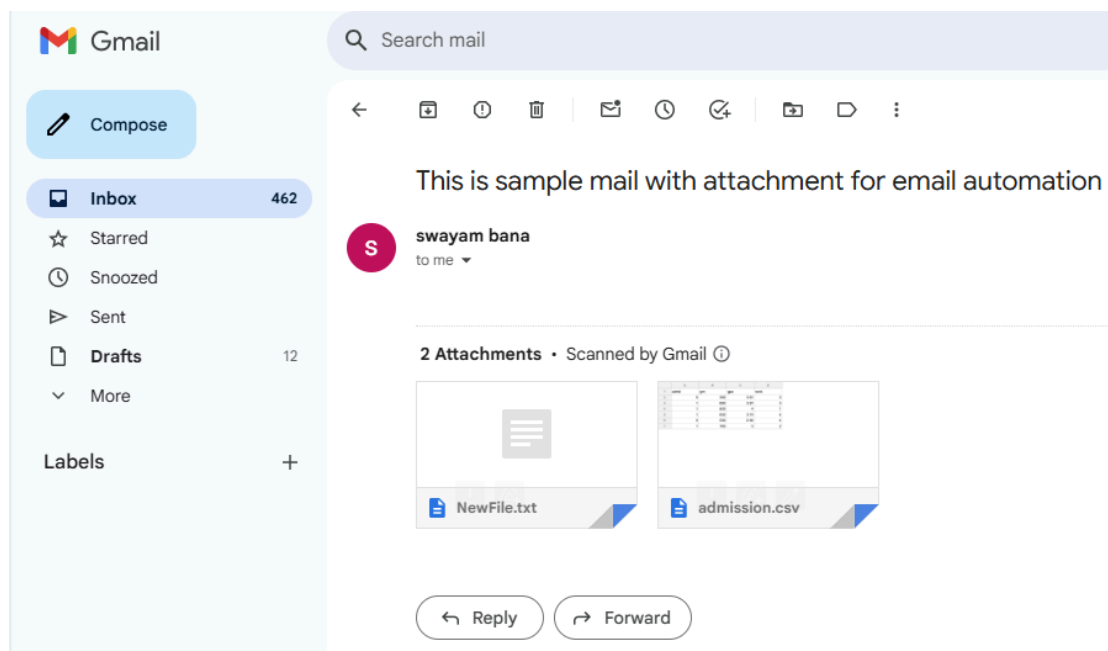 Gmail
Search mail
Compose
This is sample mail with attachment for email automation
Inbox 462
swayam bana
Starred
to me
Snoozed
Sent
2 Attachments • Scanned by Gmail
Drafts 12
More
Labels
NewFile.txt
admission.csv
Reply
Forward
S